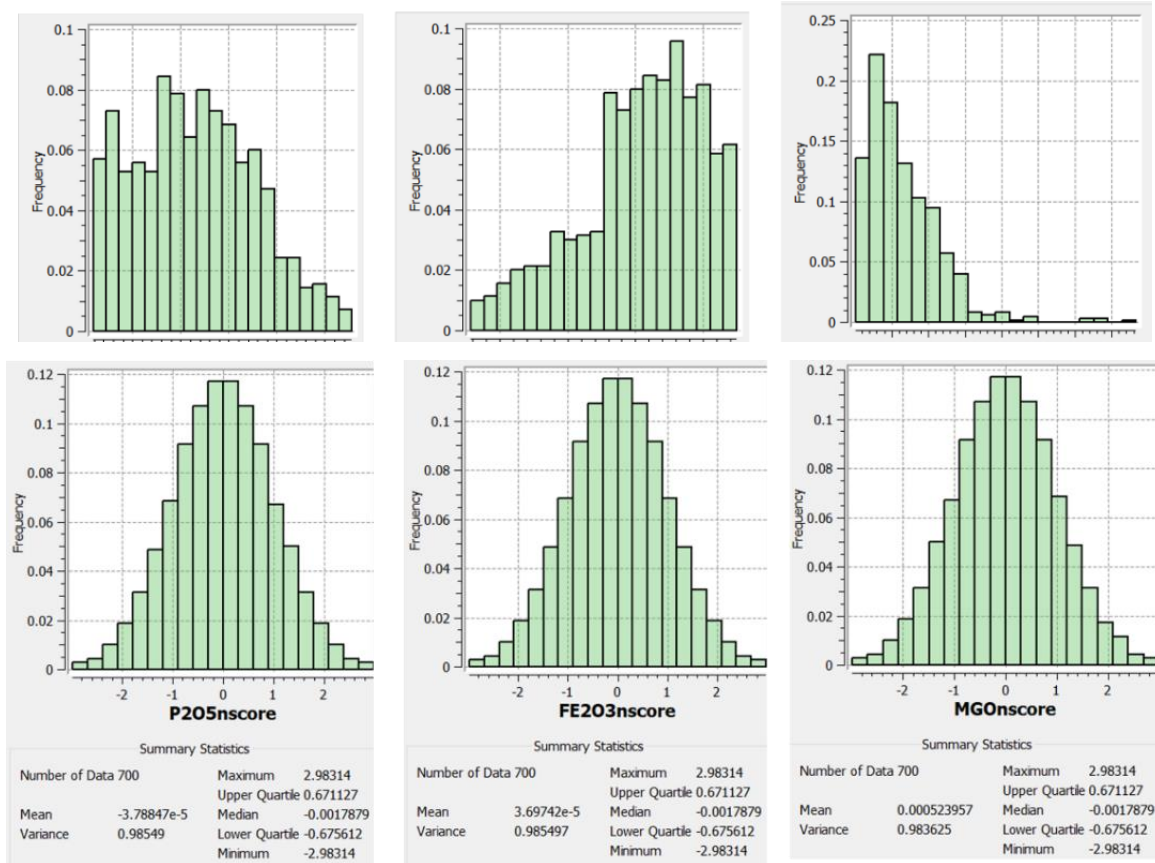 0.1
0.08
0.06
0.04
0.02
0
Frequency
0.1
0.08
0.06
0.04
0.02
0
Frequency
0.25
0.2
0.15
0.1
0.05
0
Frequency
0.12
0.1
0.08
0.06
0.04
0.02
0
Frequency
-2 -1 0 1 2
P2O5nscore
Summary Statistics
Number of Data 700 Maximum 2.98314
Upper Quartile 0.671127
Mean -3.78847e-5 Median -0.0017879
Variance 0.98549 Lower Quartile -0.675612
Minimum -2.98314
0.12
0.1
0.08
0.06
0.04
0.02
0
Frequency
-2 -1 0 1 2
FE2O3nscore
Summary Statistics
Number of Data 700 Maximum 2.98314
Upper Quartile 0.671127
Mean 3.69742e-5 Median -0.0017879
Variance 0.985497 Lower Quartile -0.675612
Minimum -2.98314
0.12
0.1
0.08
0.06
0.04
0.02
0
Frequency
-2 -1 0 1 2
MGOnscore
Summary Statistics
Number of Data 700 Maximum 2.98314
Upper Quartile 0.671127
Mean 0.000523957 Median -0.0017879
Variance 0.983625 Lower Quartile -0.675612
Minimum -2.98314